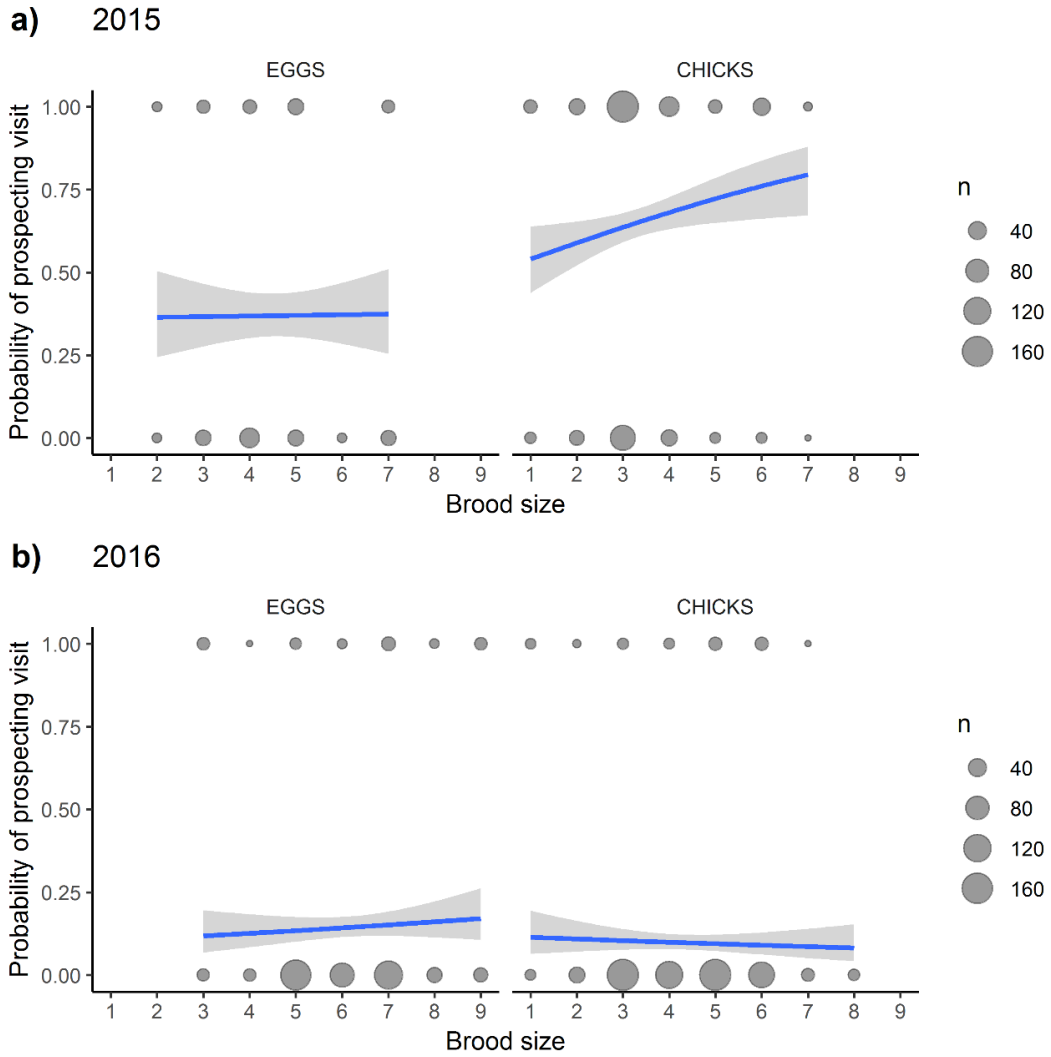 a) 2015
EGGS CHICKS
Probability of prospecting visit
1.00
0.75
0.50
0.25
0.00
1 2 3 4 5 6 7 8 9 1 2 3 4 5 6 7 8 9
Brood size
n
40
80
120
160
b) 2016
EGGS CHICKS
Probability of prospecting visit
1.00
0.75
0.50
0.25
0.00
1 2 3 4 5 6 7 8 9 1 2 3 4 5 6 7 8 9
Brood size
n
40
80
120
160